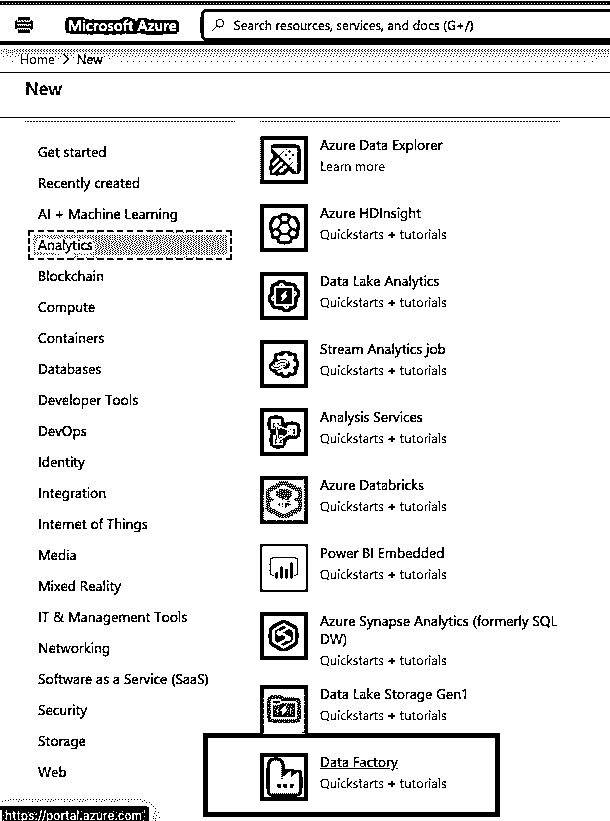 Microsoft Azure
Search resources, services, and docs (G+/)
Home > New
New
Get started
Recently created
AI + Machine Learning
Analytics
Blockchain
Compute
Containers
Databases
Developer Tools
DevOps
Identity
Integration
Internet of Things
Media
Mixed Reality
IT & Management Tools
Networking
Software as a Service (SaaS)
Security
Storage
Web
Azure Data Explorer
Learn more
Azure HDInsight
Quickstarts + tutorials
Data Lake Analytics
Quickstarts + tutorials
Stream Analytics job
Quickstarts + tutorials
Analysis Services
Quickstarts + tutorials
Azure Databricks
Quickstarts + tutorials
Power BI Embedded
Quickstarts + tutorials
Azure Synapse Analytics (formerly SQL
DW)
Quickstarts + tutorials
Data Lake Storage Gen1
Quickstarts + tutorials
Data Factory
Quickstarts + tutorials
https://portal.azure.com